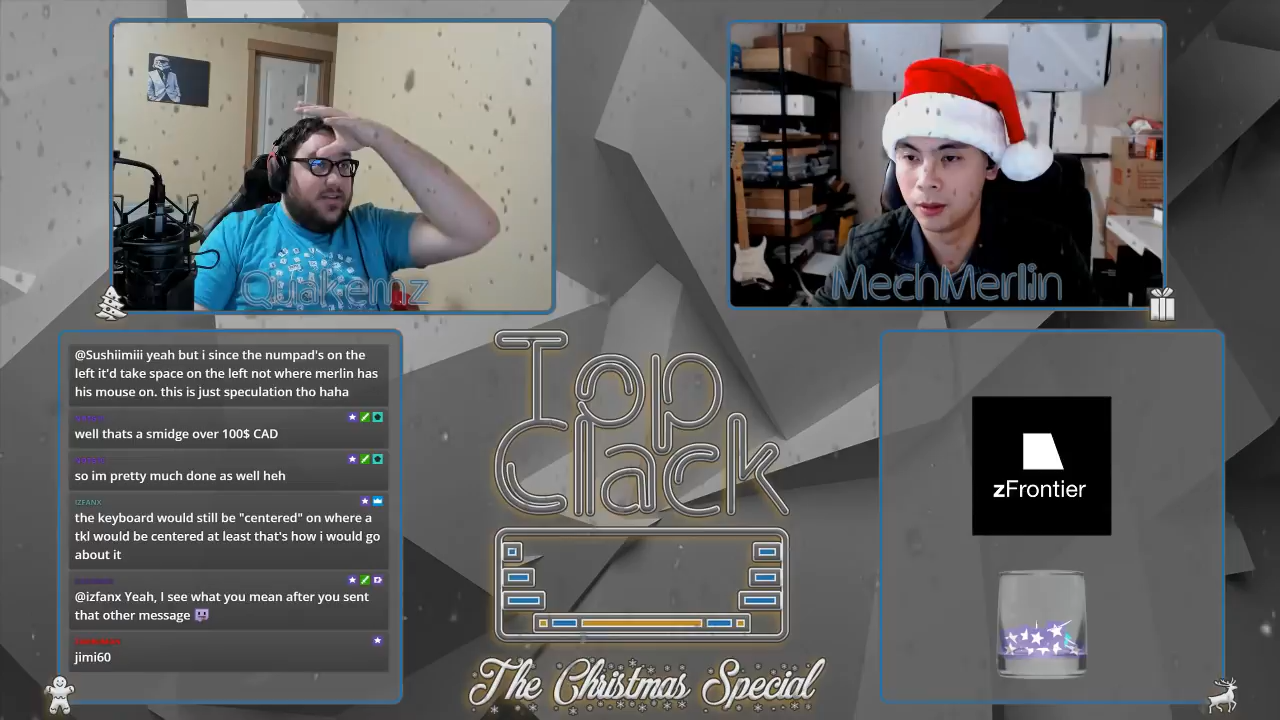 Quakemz
MechMerlin
@Sushiimiii yeah but i since the numpad's on the
left it'd take space on the left not where merlin has
his mouse on. this is just speculation tho haha
well thats a smidge over 100$ CAD
so im pretty much done as well heh
IZFANX
the keyboard would still be "centered" on where a
tkl would be centered at least that's how i would go
about it
@izfanx Yeah, I see what you mean after you sent
that other message
jimi60
Top
Clack
The Christmas Special
zFrontier